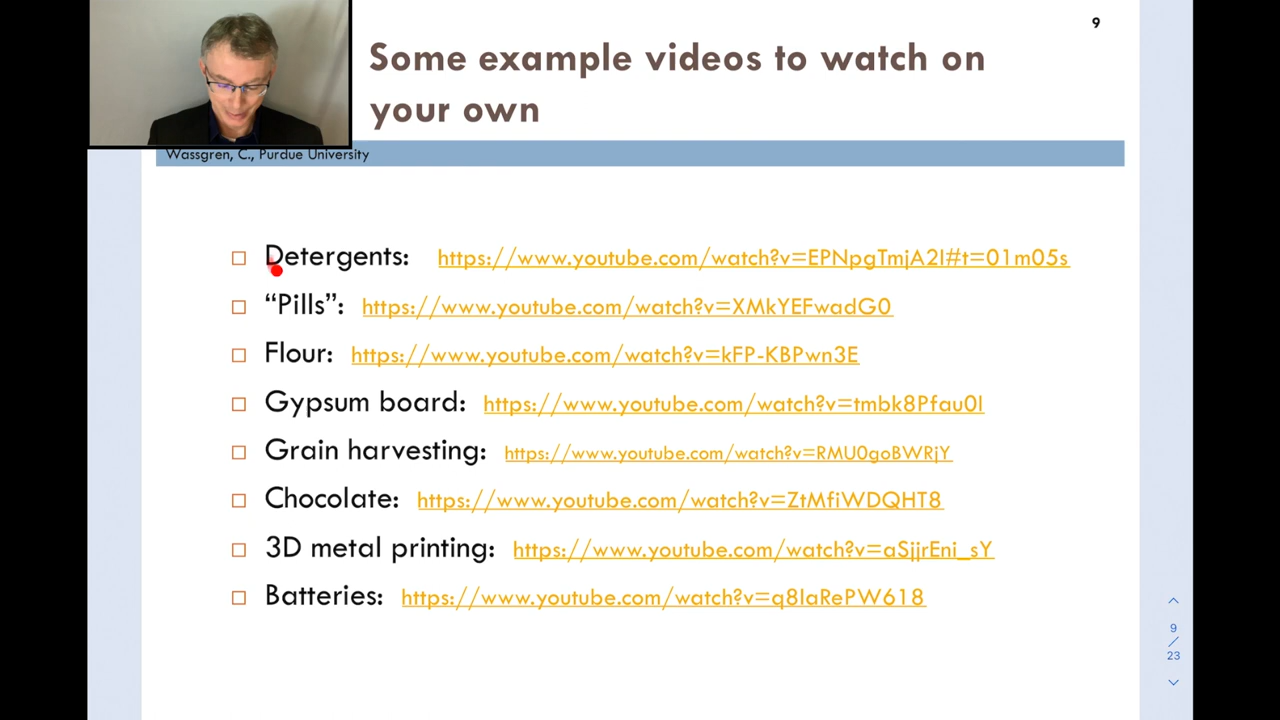 9
Some example videos to watch on
your own
Wassgren, C., Purdue University
Detergents: https://www.youtube.com/watch?v=EPNpgTmjA2I#t=01m05s
“Pills”: https://www.youtube.com/watch?v=XMkYEFwadG0
Flour: https://www.youtube.com/watch?v=kFP-KBPwn3E
Gypsum board: https://www.youtube.com/watch?v=tmbk8Pfau0I
Grain harvesting: https://www.youtube.com/watch?v=RMU0goBWRjY
Chocolate: https://www.youtube.com/watch?v=ZtMfiWDQHT8
3D metal printing: https://www.youtube.com/watch?v=aSjjrEni_sY
Batteries: https://www.youtube.com/watch?v=q8IaRePW618
9
/
23